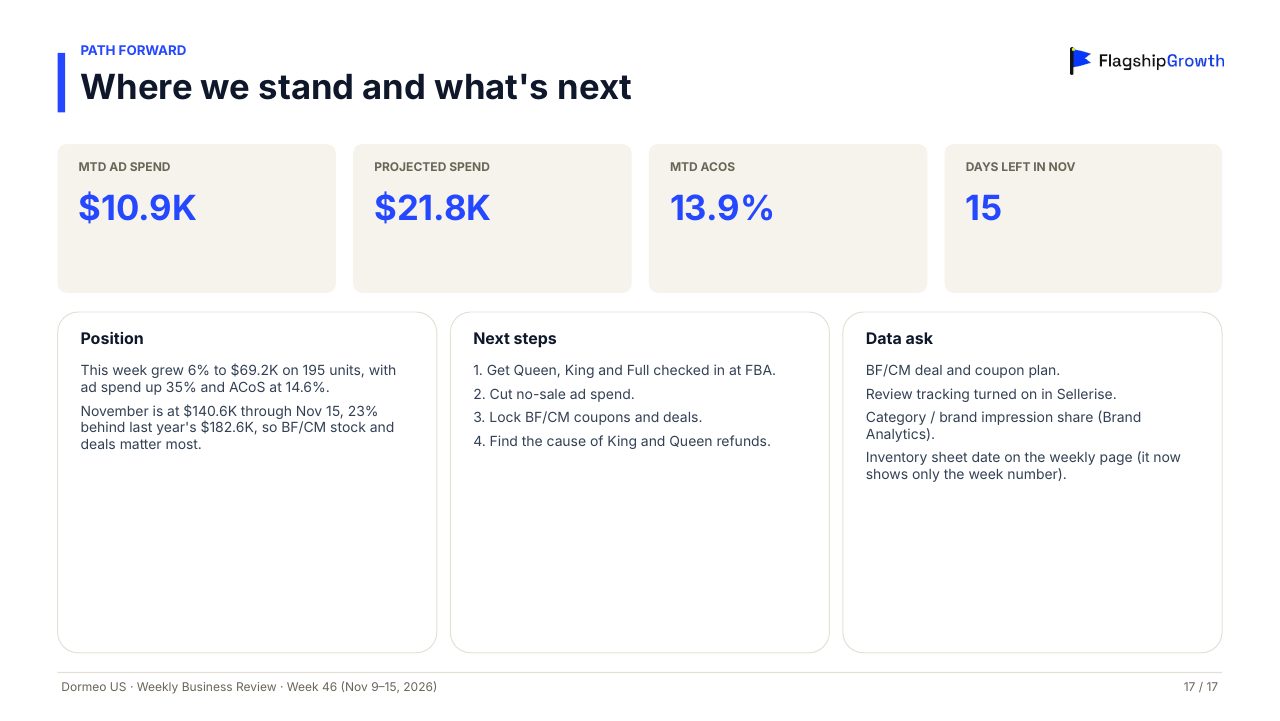 PATH FORWARD
Where we stand and what's next
FlagshipGrowth
MTD AD SPEND
$10.9K
PROJECTED SPEND
$21.8K
MTD ACOS
13.9%
DAYS LEFT IN NOV
15
Position
This week grew 6% to $69.2K on 195 units, with
ad spend up 35% and ACoS at 14.6%.
November is at $140.6K through Nov 15, 23%
behind last year's $182.6K, so BF/CM stock and
deals matter most.
Next steps
1. Get Queen, King and Full checked in at FBA.
2. Cut no-sale ad spend.
3. Lock BF/CM coupons and deals.
4. Find the cause of King and Queen refunds.
Data ask
BF/CM deal and coupon plan.
Review tracking turned on in Sellerise.
Category / brand impression share (Brand
Analytics).
Inventory sheet date on the weekly page (it now
shows only the week number).
Dormeo US · Weekly Business Review · Week 46 (Nov 9–15, 2026)
17 / 17